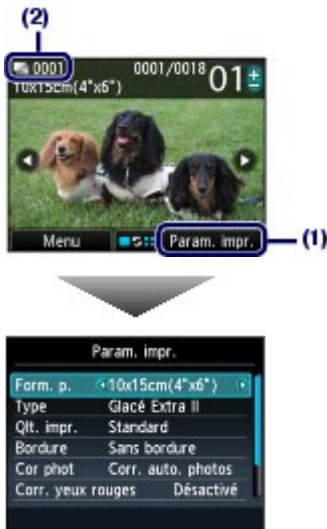 (2)
0001 0001/0018 01
10x15cm(4"x6")
Menu Param. impr. (1)
Param. impr.
Form. p. 10x15cm(4"x6")
Type Glacé Extra II
Qlt. impr. Standard
Bordure Sans bordure
Cor phot Corr. auto. photos
Corr. yeux rouges Désactivé